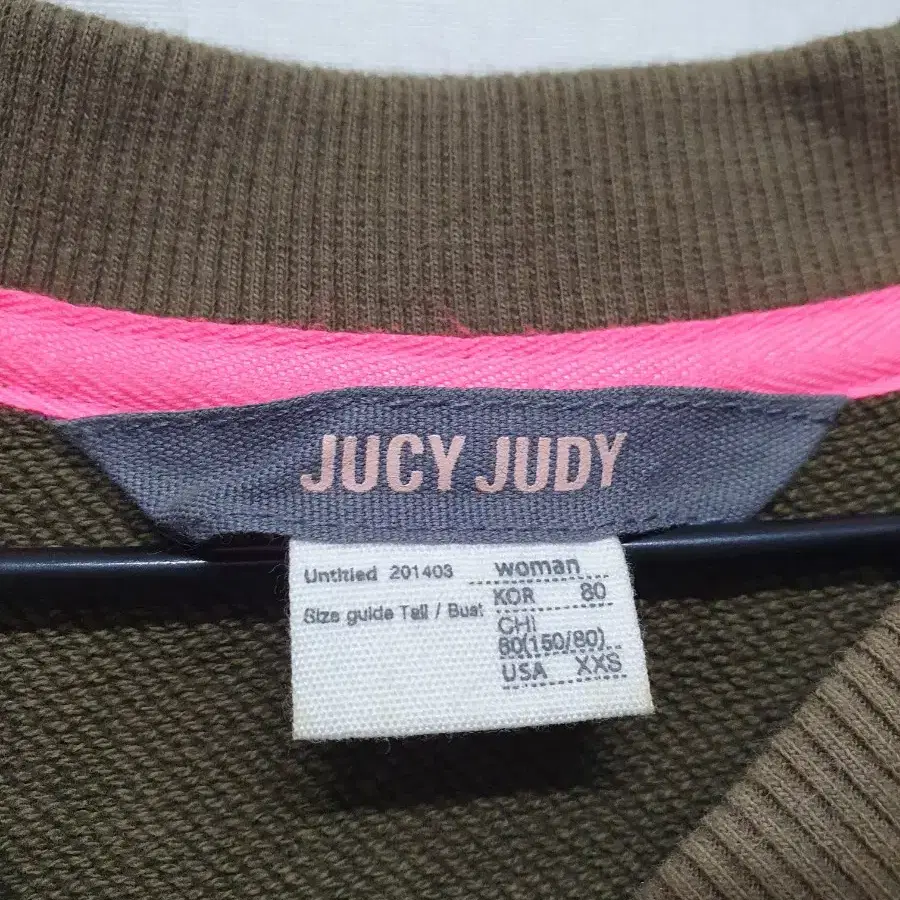 JUCY JUDY
Untitled 201403
Size guide Tall / Bust
woman
KOR 80
CHI
80(150/80)
USA XXS